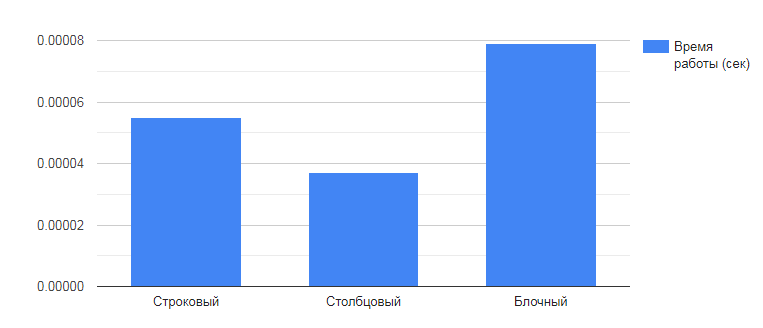 0.00008
0.00006
0.00004
0.00002
0.00000
Строковый
Столбцовый
Блочный
Время
работы (сек)